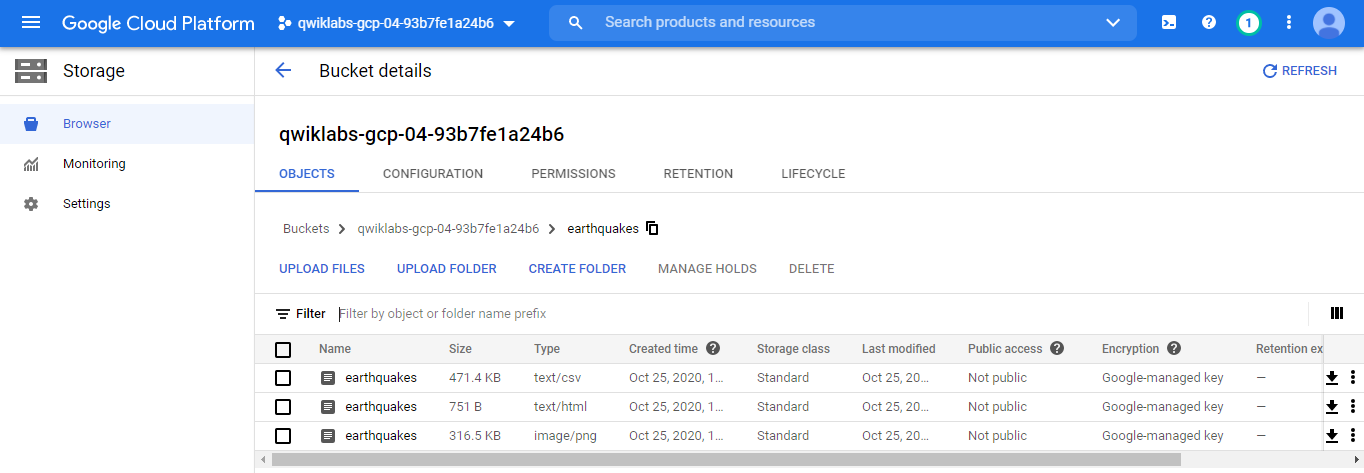 Google Cloud Platform qwiklabs-gcp-04-93b7fe1a24b6 Search products and resources 1
Storage
Browser
Monitoring
Settings
Bucket details REFRESH
qwiklabs-gcp-04-93b7fe1a24b6
OBJECTS CONFIGURATION PERMISSIONS RETENTION LIFECYCLE
Buckets > qwiklabs-gcp-04-93b7fe1a24b6 > earthquakes
UPLOAD FILES UPLOAD FOLDER CREATE FOLDER MANAGE HOLDS DELETE
Filter Filter by object or folder name prefix
Name Size Type Created time Storage class Last modified Public access Encryption Retention ex
earthquakes 471.4 KB text/csv Oct 25, 2020, 1... Standard Oct 25, 20... Not public Google-managed key —
earthquakes 751 B text/html Oct 25, 2020, 1... Standard Oct 25, 20... Not public Google-managed key —
earthquakes 316.5 KB image/png Oct 25, 2020, 1... Standard Oct 25, 20... Not public Google-managed key —